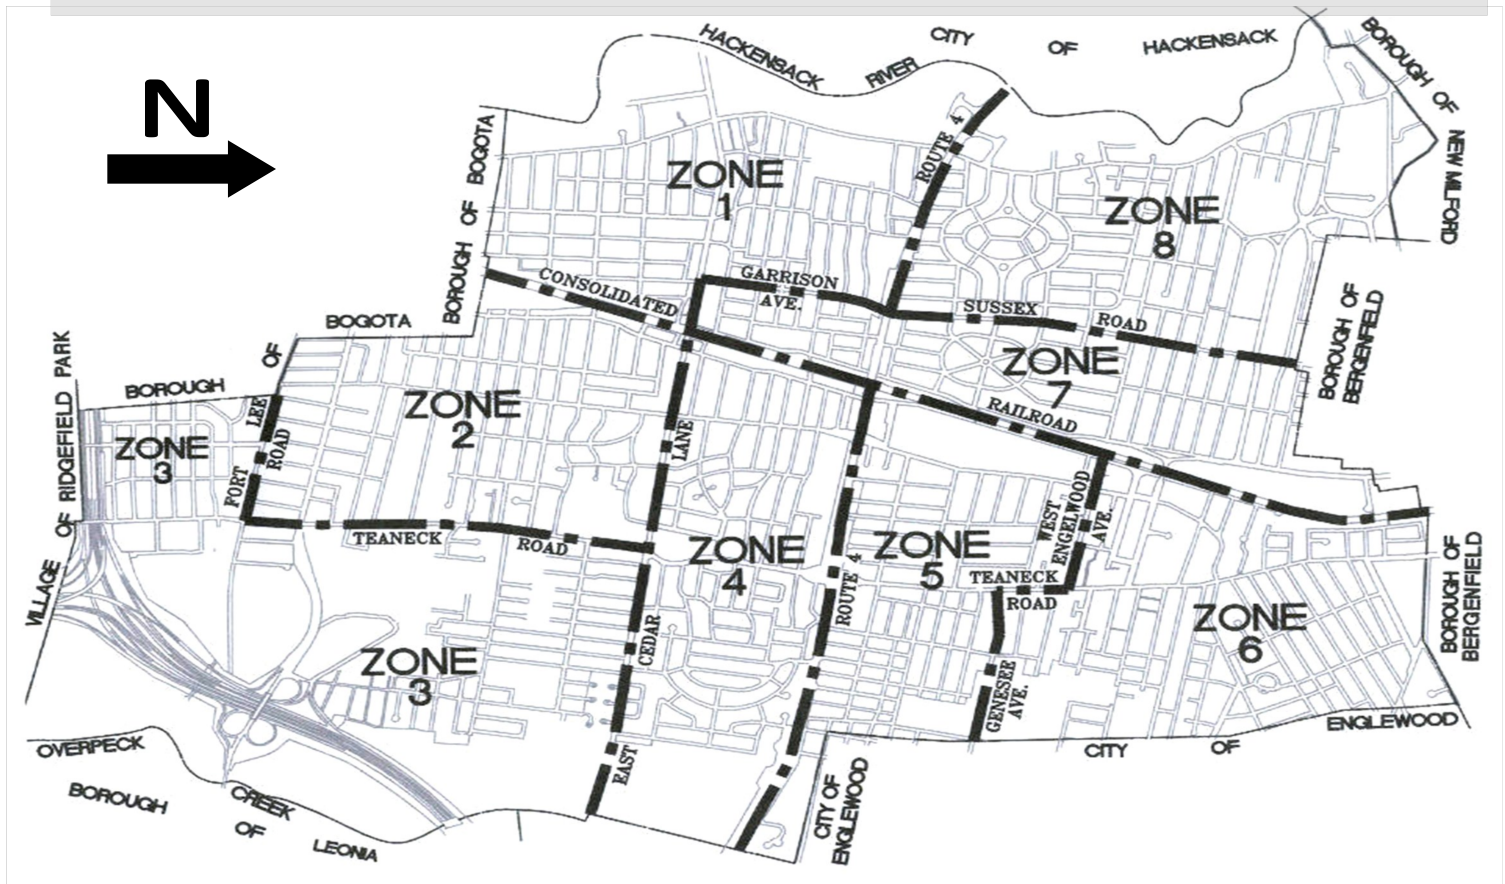 CITY OF HACKENSACK
HACKENSACK RIVER
BOROUGH OF NEW MILFORD
N
BOROUGH OF BOGOTA
ROUTE 4
ZONE
1
ZONE
8
CONSOLIDATED
GARRISON
AVE.
SUSSEX ROAD
BOROUGH OF
BERGENFIELD
BOROUGH OF BOGOTA
ZONE
7
RAILROAD
VILLAGE OF RIDGEFIELD PARK
ZONE
3
FORT LEE
ROAD
ZONE
2
LANE
TEANECK ROAD
ZONE
4
ROUTE 4
ZONE
5
WEST
ENGELWOOD
AVE.
TEANECK
ROAD
ZONE
6
BOROUGH OF
BERGENFIELD
ZONE
3
CEDAR
EAST
GENESEE
AVE.
CITY OF ENGLEWOOD
CITY OF
ENGLEWOOD
OVERPECK CREEK
BOROUGH OF LEONIA